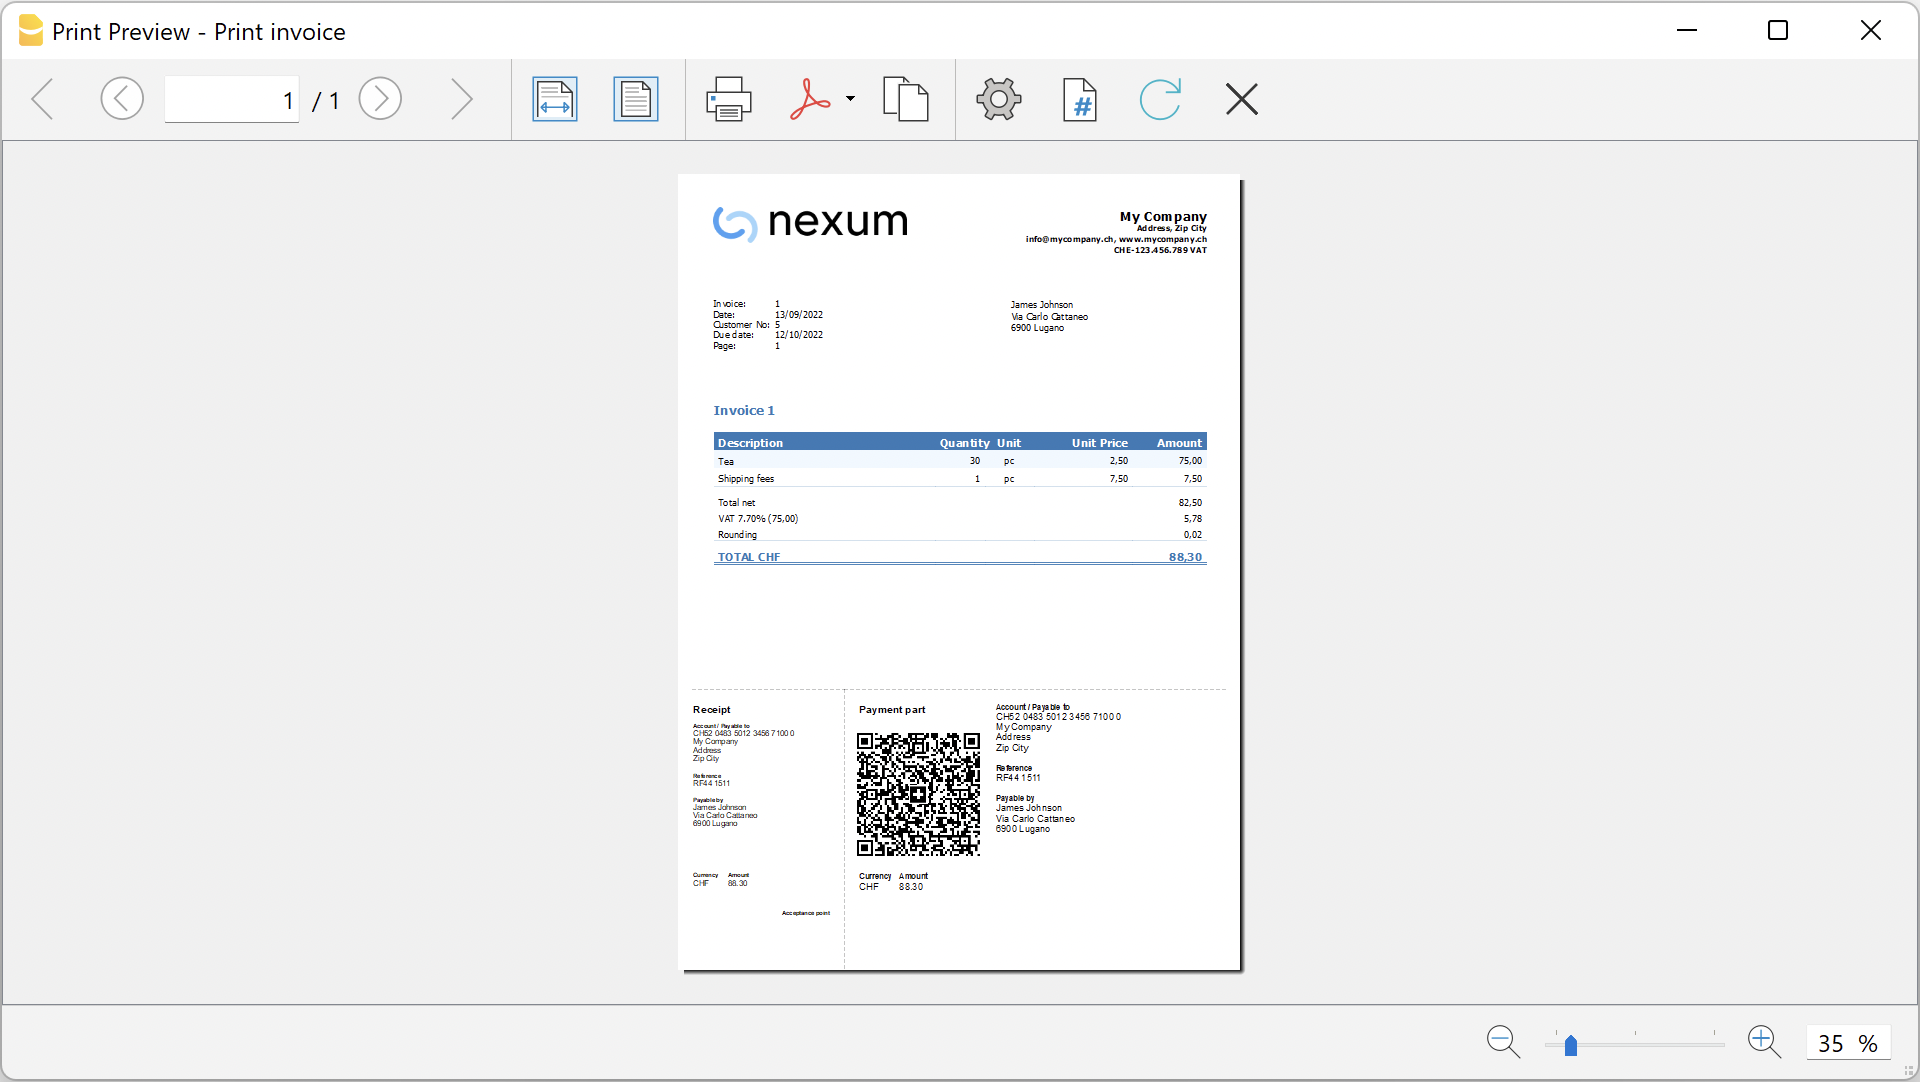 Print Preview - Print invoice
1 / 1
#
nexum
My Company
Address, Zip City
info@mycompany.ch, www.mycompany.ch
CHE-123.456.789 VAT
Invoice: 1
Date: 13/09/2022
Customer No: 5
Due date: 12/10/2022
Page: 1
James Johnson
Via Carlo Cattaneo
6900 Lugano
Invoice 1
Description Quantity Unit Unit Price Amount
Tea 30 pc 2,50 75,00
Shipping fees 1 pc 7,50 7,50
Total net 82,50
VAT 7.70% (75,00) 5,78
Rounding 0,02
TOTAL CHF 88,30
Receipt
Account / Payable to
CH52 0483 5012 3456 7100 0
My Company
Address
Zip City
Reference
RF44 1511
Payable by
James Johnson
Via Carlo Cattaneo
6900 Lugano
Currency Amount
CHF 88.30
Acceptance point
Payment part
Currency Amount
CHF 88.30
Account / Payable to
CH52 0483 5012 3456 7100 0
My Company
Address
Zip City
Reference
RF44 1511
Payable by
James Johnson
Via Carlo Cattaneo
6900 Lugano
35 %